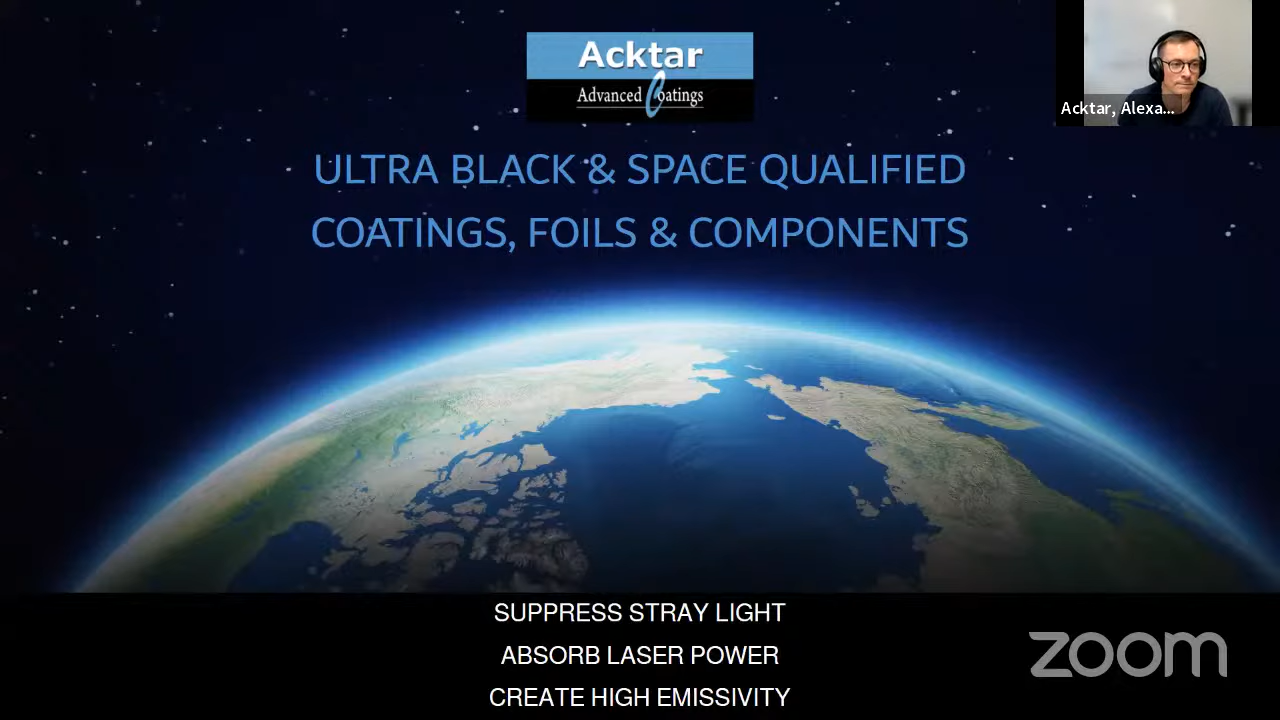 Acktar
Advanced Coatings
Acktar, Alexa...
ULTRA BLACK & SPACE QUALIFIED
COATINGS, FOILS & COMPONENTS
SUPPRESS STRAY LIGHT
ABSORB LASER POWER
CREATE HIGH EMISSIVITY
zoom